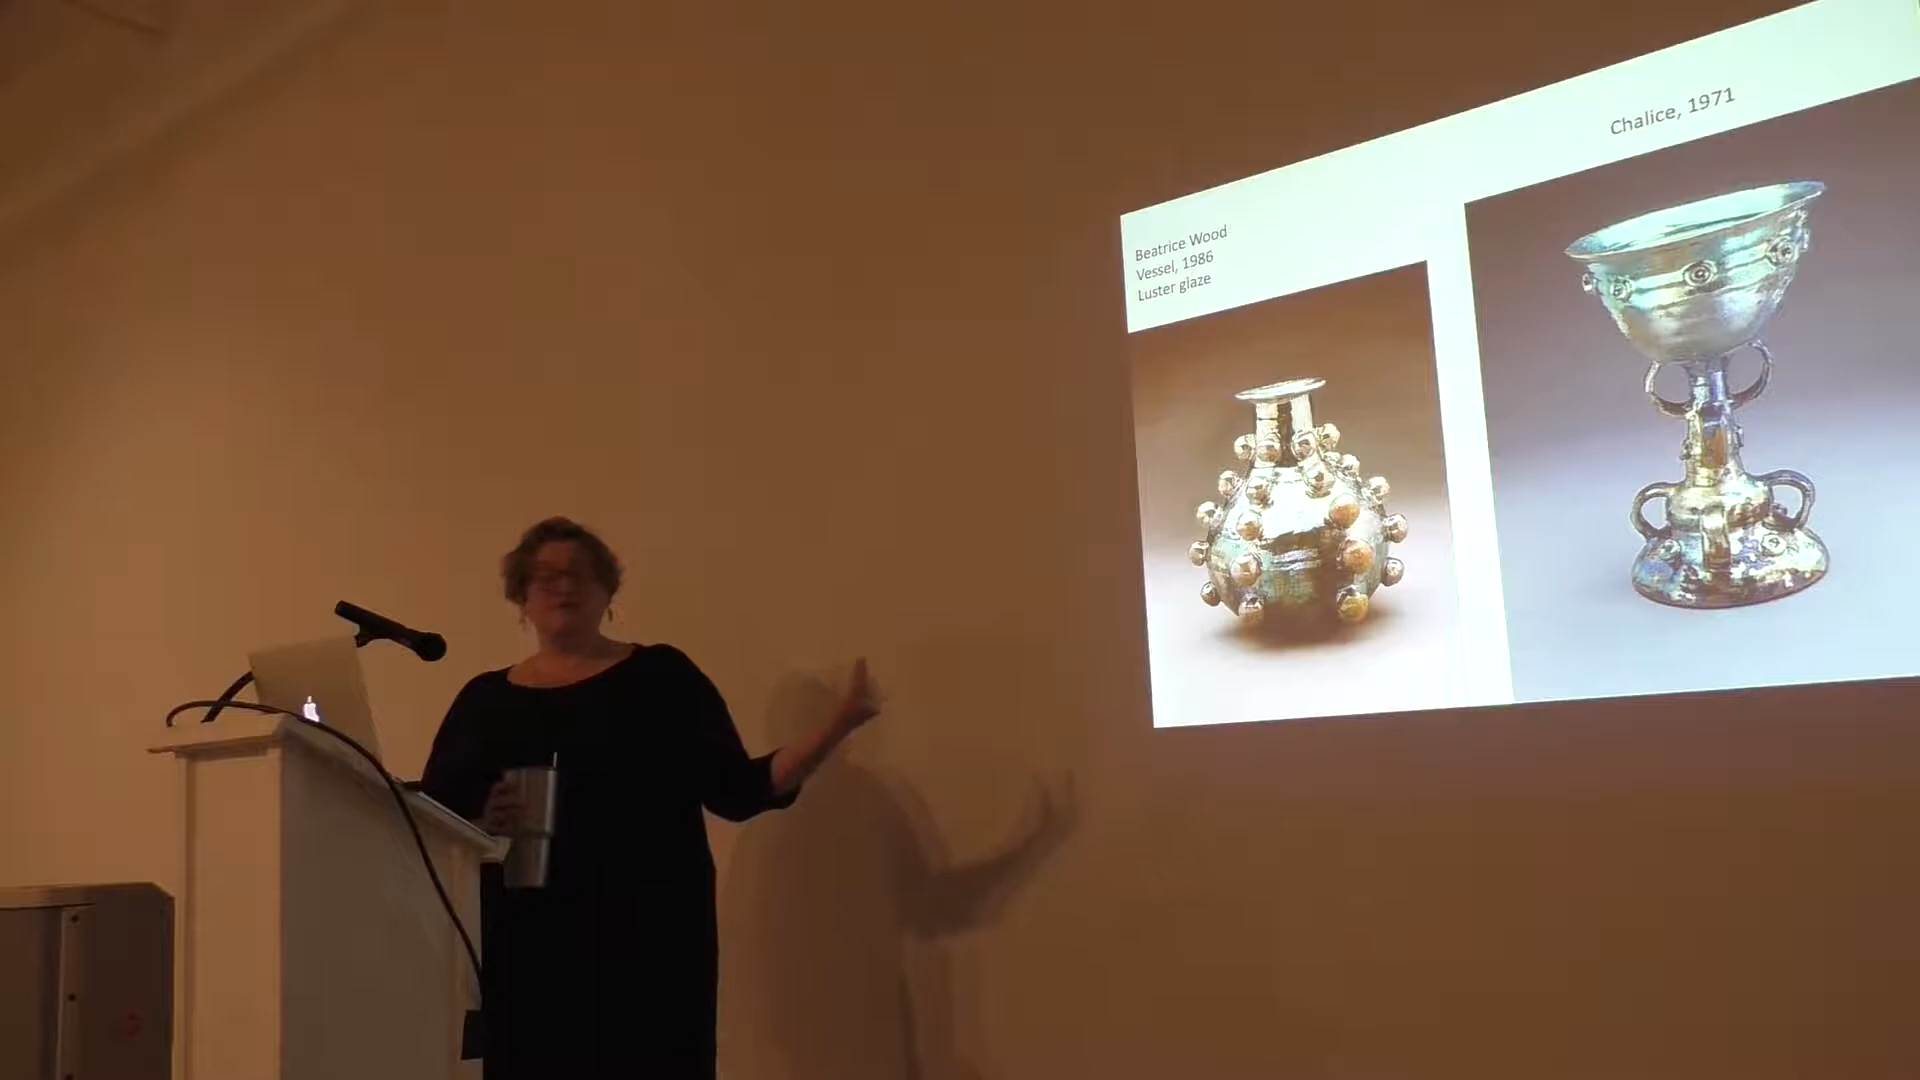 Beatrice Wood
Vessel, 1986
Luster glaze
Chalice, 1971